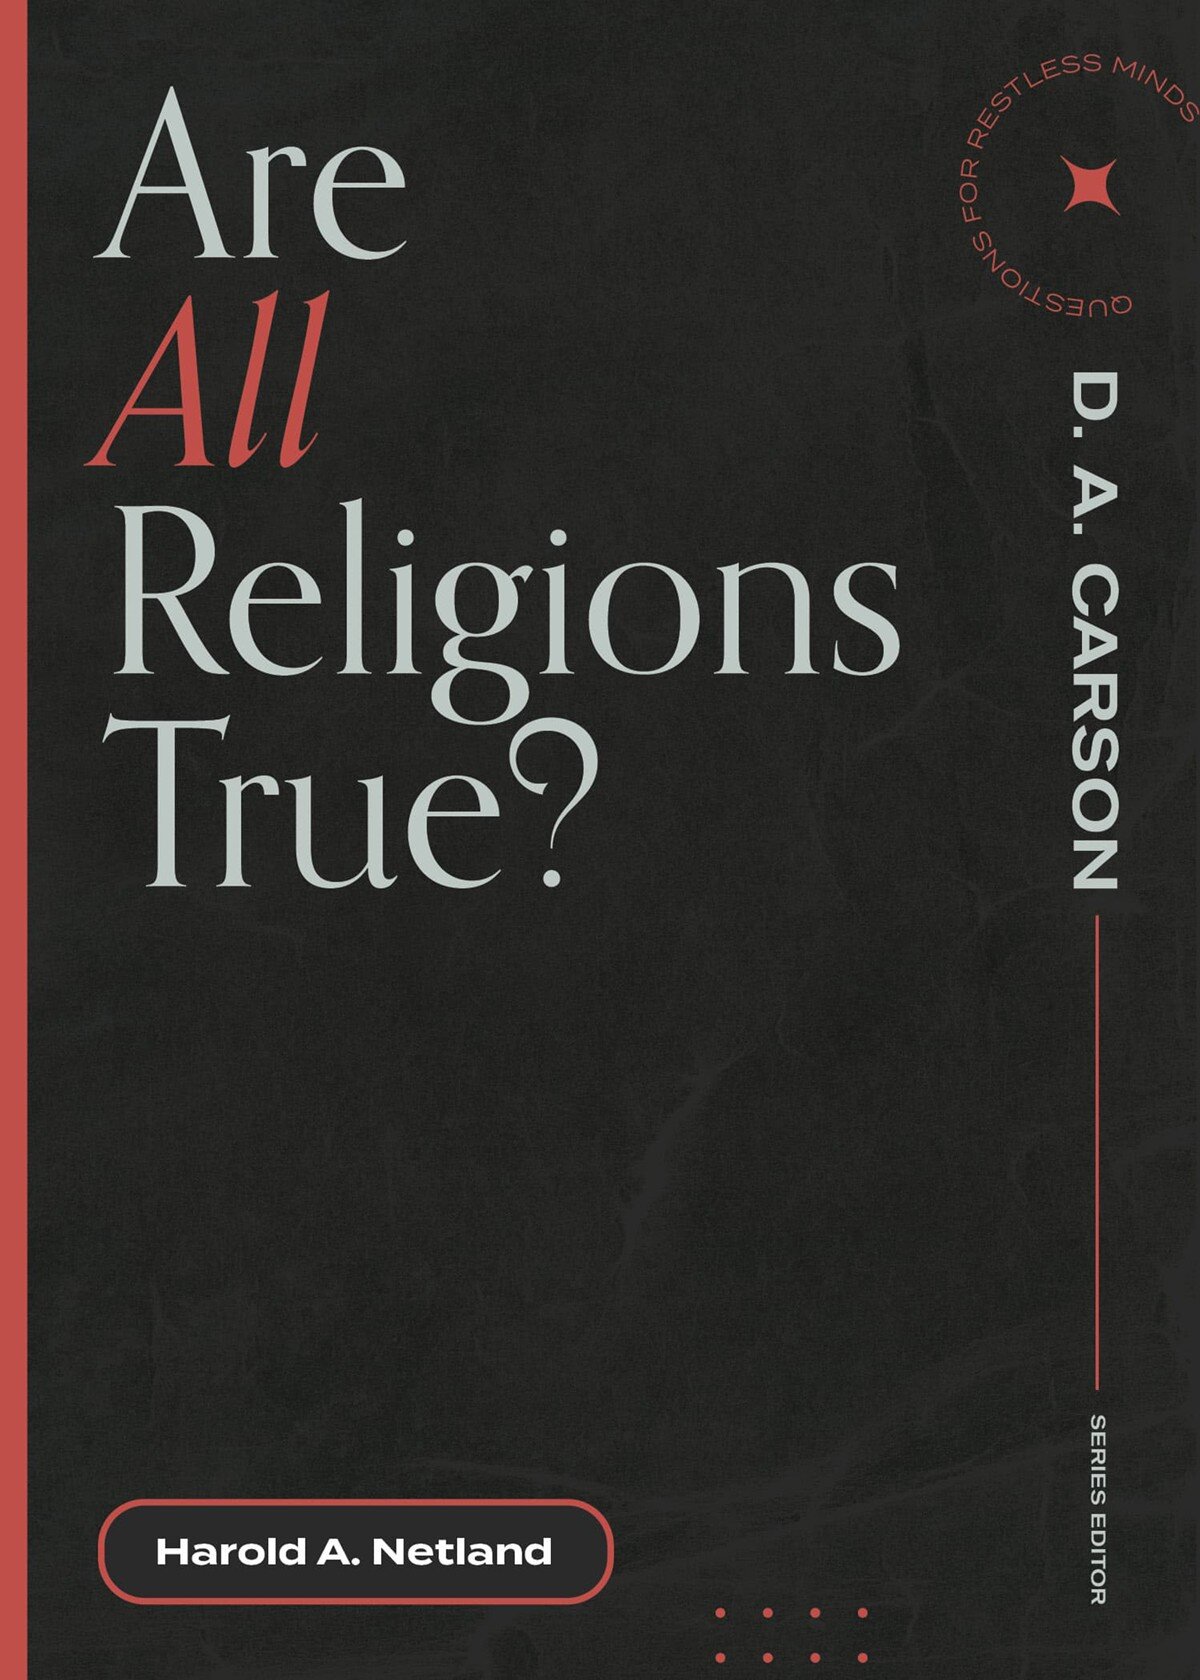 Are
All
Religions
True?
QUESTIONS FOR RESTLESS MINDS
D. A. CARSON
SERIES EDITOR
Harold A. Netland